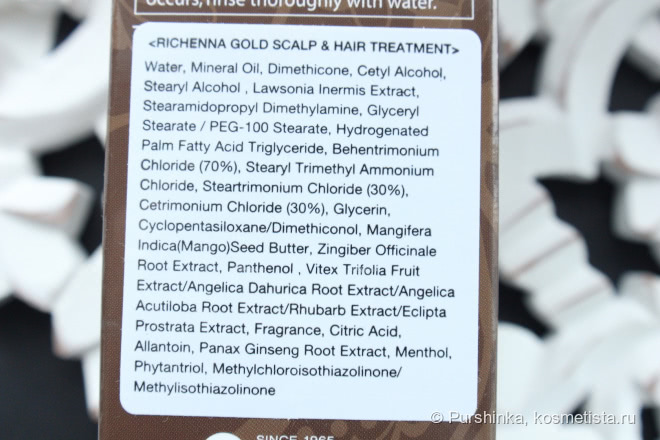 occurs, rinse thoroughly with water.
<RICHENNA GOLD SCALP & HAIR TREATMENT>
Water, Mineral Oil, Dimethicone, Cetyl Alcohol,
Stearyl Alcohol , Lawsonia Inermis Extract,
Stearamidopropyl Dimethylamine, Glyceryl
Stearate / PEG-100 Stearate, Hydrogenated
Palm Fatty Acid Triglyceride, Behentrimonium
Chloride (70%), Stearyl Trimethyl Ammonium
Chloride, Steartrimonium Chloride (30%),
Cetrimonium Chloride (30%), Glycerin,
Cyclopentasiloxane/Dimethiconol, Mangifera
Indica(Mango)Seed Butter, Zingiber Officinale
Root Extract, Panthenol , Vitex Trifolia Fruit
Extract/Angelica Dahurica Root Extract/Angelica
Acutiloba Root Extract/Rhubarb Extract/Eclipta
Prostrata Extract, Fragrance, Citric Acid,
Allantoin, Panax Ginseng Root Extract, Menthol,
Phytantriol, Methylchloroisothiazolinone/
Methylisothiazolinone
SINCE 1965
© Purshinka, kosmetista.ru